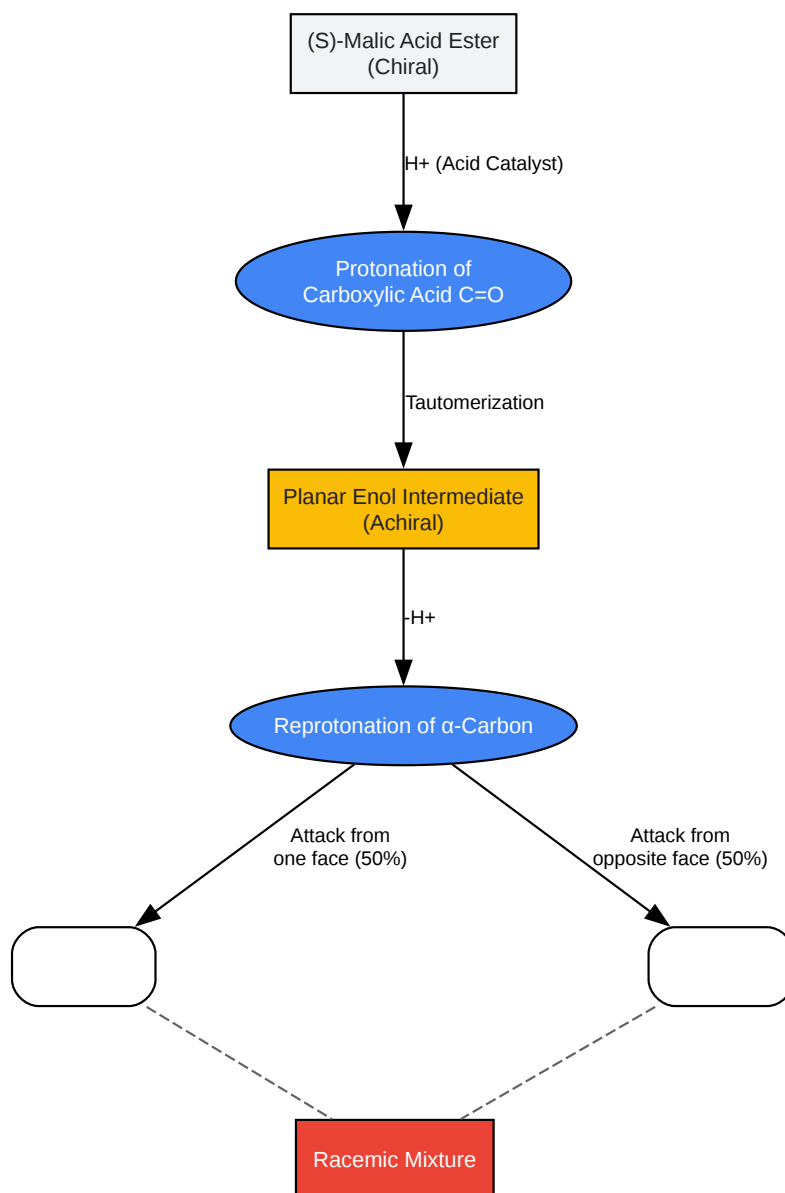 (S)-Malic Acid Ester
(Chiral)
H+ (Acid Catalyst)
Protonation of
Carboxylic Acid C=O
Tautomerization
Planar Enol Intermediate
(Achiral)
-H+
Reprotonation of α-Carbon
Attack from
one face (50%)
Attack from
opposite face (50%)
Racemic Mixture